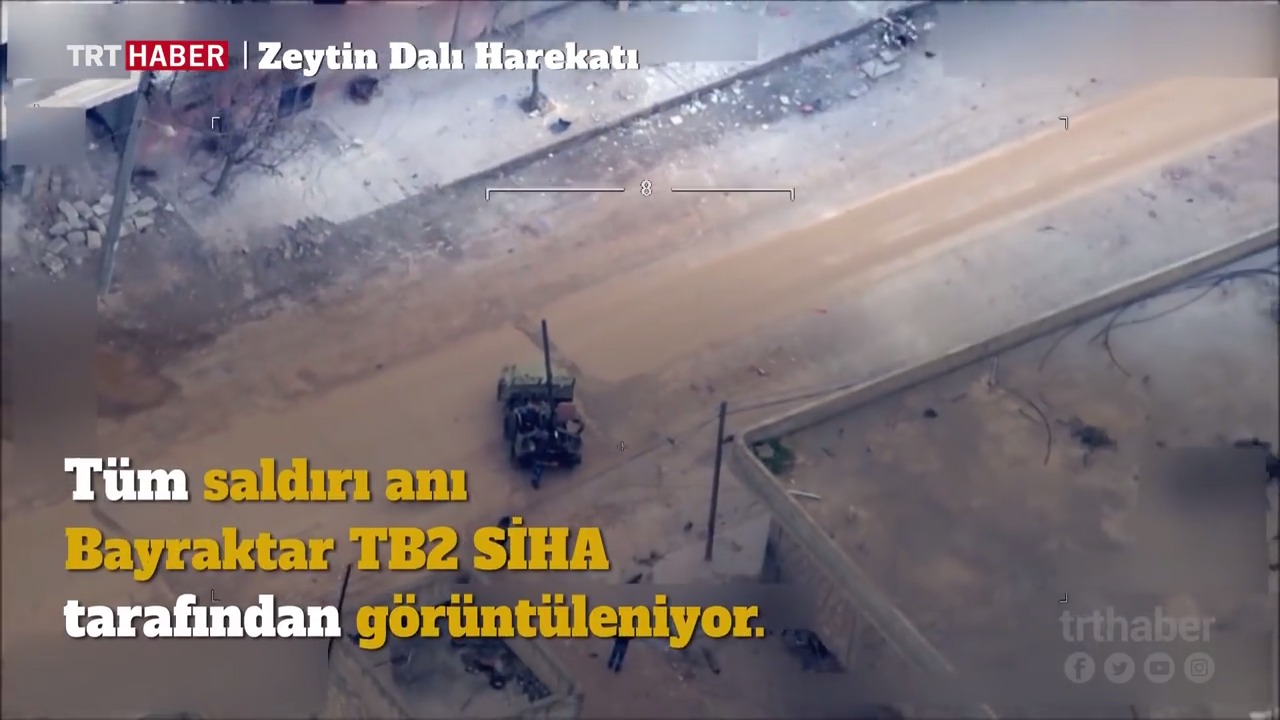 TRT HABER | Zeytin Dalı Harekatı
8
Tüm saldırı anı
Bayraktar TB2 SİHA
tarafından görüntüleniyor.
trthaber